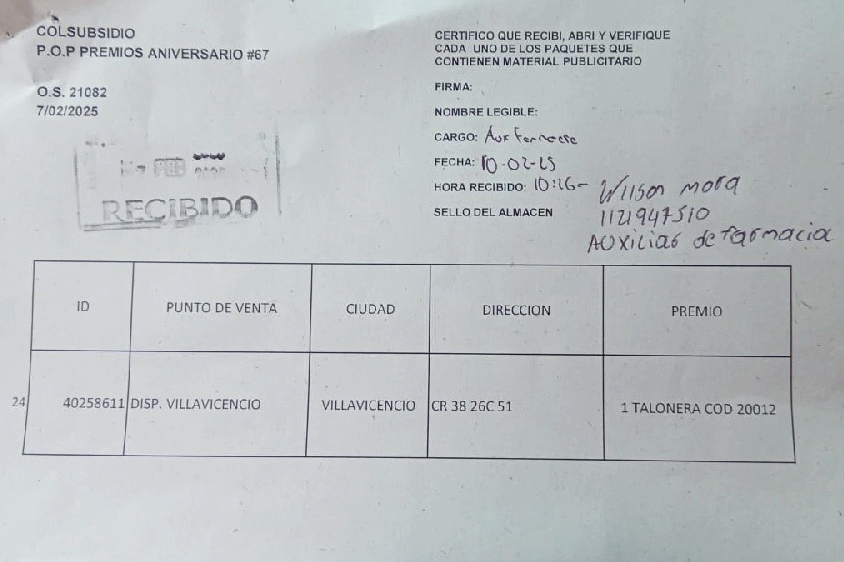 COLSUBSIDIO
P.O.P PREMIOS ANIVERSARIO #67
O.S. 21082
7/02/2025
FEB
RECIBIDO
CERTIFICO QUE RECIBI, ABRI Y VERIFIQUE
CADA UNO DE LOS PAQUETES QUE
CONTIENEN MATERIAL PUBLICITARIO
FIRMA:
NOMBRE LEGIBLE:
CARGO: Aux
FECHA: 10-02-25
HORA RECIBIDO: 10:26-
SELLO DEL ALMACEN
Wilson mora
1121947510
Auxiliar de farmacia
ID PUNTO DE VENTA CIUDAD DIRECCION PREMIO
24 40258611 DISP. VILLAVICENCIO VILLAVICENCIO CR 38 26C 51 1 TALONERA COD 20012